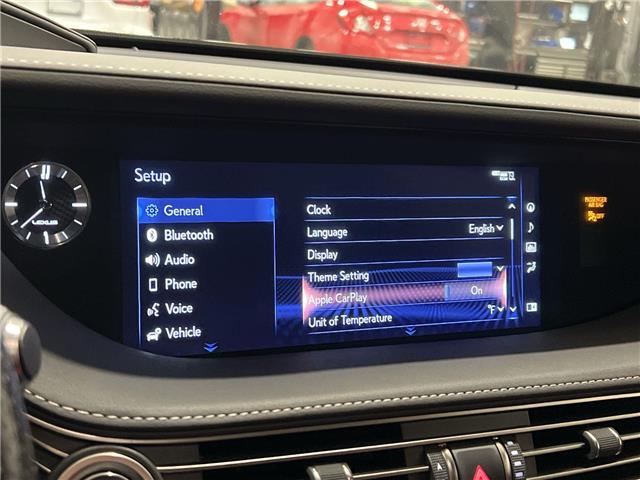 Setup
General
Bluetooth
Audio
Phone
Voice
Vehicle
Clock
Language English
Display
Theme Setting
Apple CarPlay On
Unit of Temperature °F
LEXUS
PASSENGER
AIR BAG
OFF